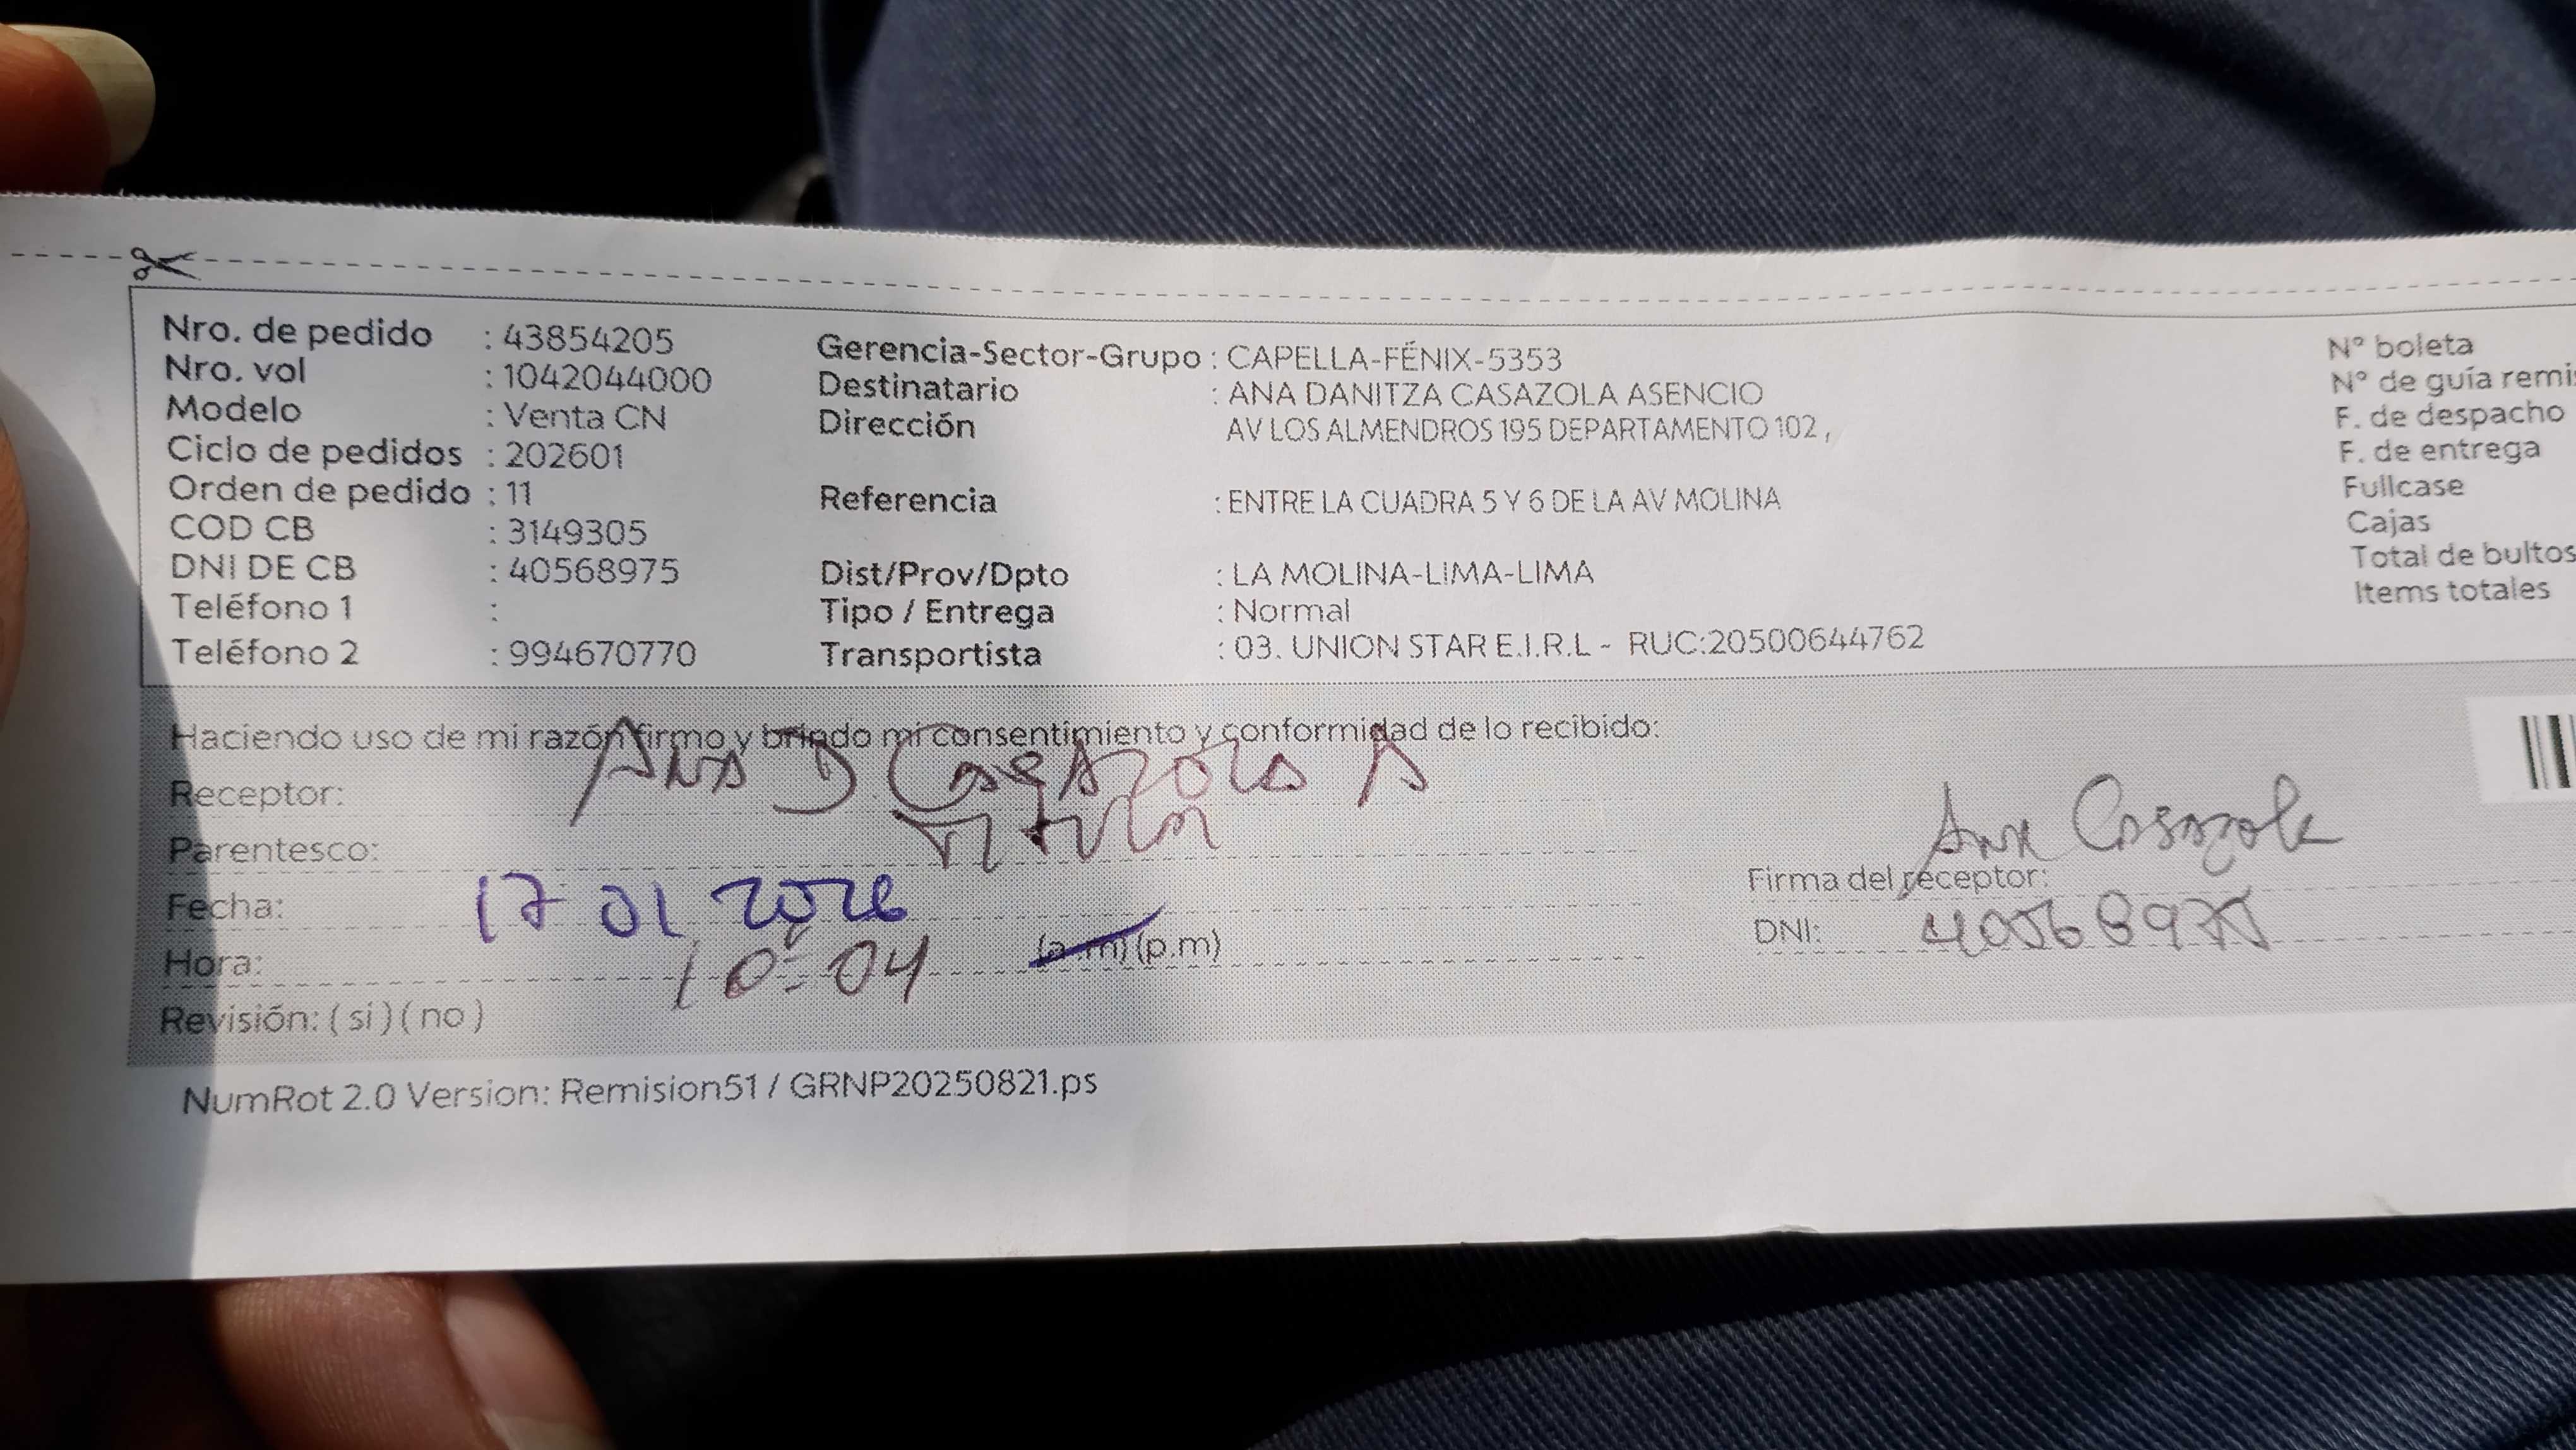 Nro. de pedido : 43854205
Nro. vol : 1042044000
Modelo : Venta CN
Ciclo de pedidos : 202601
Orden de pedido : 11
COD CB : 3149305
DNI DE CB : 40568975
Teléfono 1 :
Teléfono 2 : 994670770
Gerencia-Sector-Grupo : CAPELLA-FÉNIX-5353
Destinatario : ANA DANITZA CASAZOLA ASENCIO
Dirección AV LOS ALMENDROS 195 DEPARTAMENTO 102 ,
Referencia : ENTRE LA CUADRA 5 Y 6 DE LA AV MOLINA
Dist/Prov/Dpto : LA MOLINA-LIMA-LIMA
Tipo / Entrega : Normal
Transportista : 03. UNION STAR E.I.R.L - RUC:20500644762
N° boleta
N° de guía remis
F. de despacho
F. de entrega
Fullcase
Cajas
Total de bultos
Items totales
Haciendo uso de mi razón firmo y brindo mi consentimiento y conformidad de lo recibido:
Receptor: Ana D Casazola A
Parentesco: Titular
Fecha: 17 01 2026
Hora: 10:04 (a.m) (p.m)
Revisión: ( si ) ( no )
Ana Casazola
Firma del receptor:
DNI: 40568975
NumRot 2.0 Version: Remision51 / GRNP20250821.ps